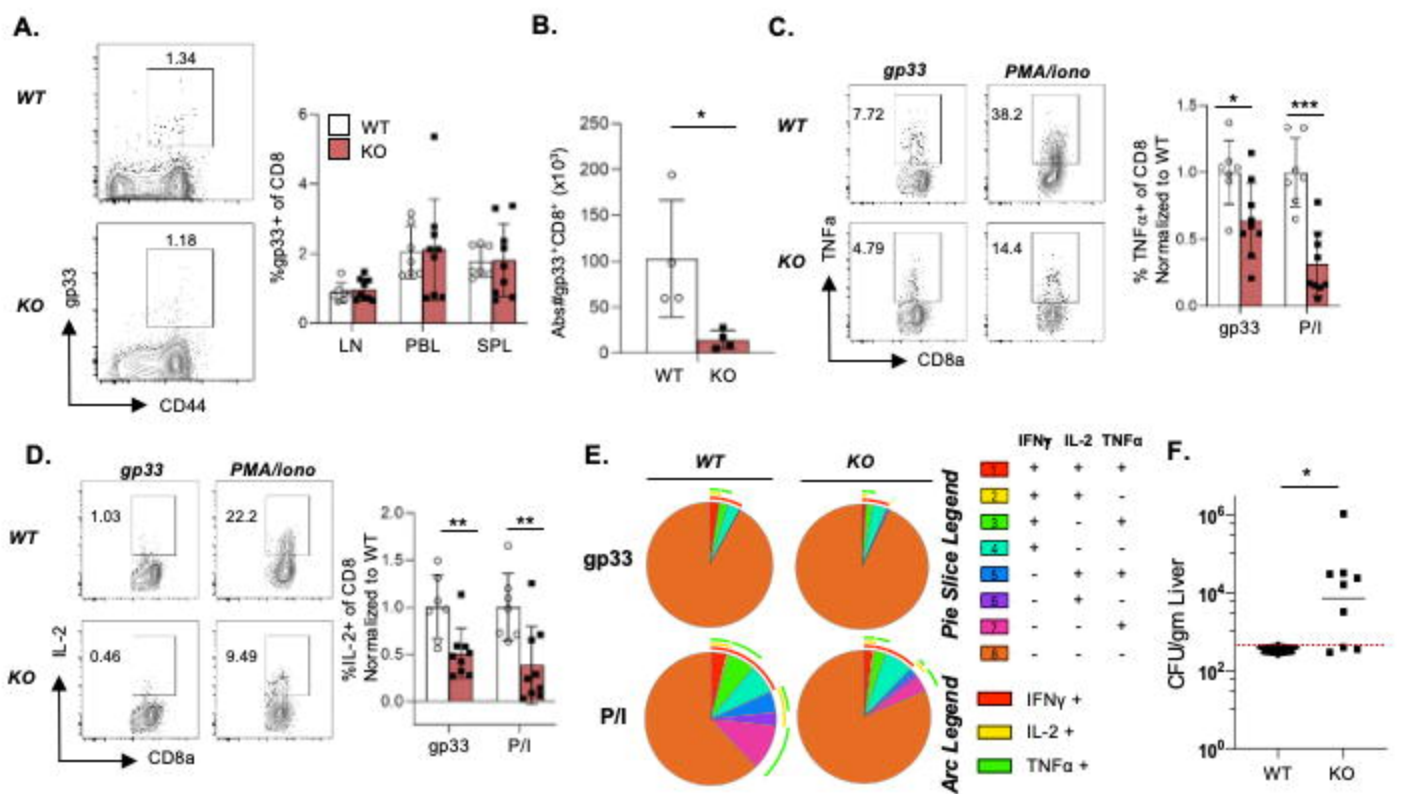 A.
WT
1.34
KO
1.18
gp33
CD44
%gp33+ of CD8
6
4
2
0
WT
KO
LN PBL SPL
B.
*
Abs#gp33⁺CD8⁺ (x10³)
250
200
150
100
50
0
WT KO
C.
gp33 PMA/iono
WT
7.72
38.2
KO
4.79
14.4
TNFa
CD8a
* ***
% TNFα+ of CD8
Normalized to WT
1.5
1.0
0.5
0.0
gp33 P/I
D.
gp33 PMA/iono
WT
1.03
22.2
KO
0.46
9.49
IL-2
CD8a
** **
%IL-2+ of CD8
Normalized to WT
2.0
1.5
1.0
0.5
0.0
gp33 P/I
E.
WT KO
gp33
P/I
Pie Slice Legend
IFNγ IL-2 TNFα
1 + + +
2 + + -
3 + - +
4 + - -
5 - + +
6 - + -
7 - - +
8 - - -
Arc Legend
IFNγ +
IL-2 +
TNFα +
F.
*
CFU/gm Liver
10⁶
10⁴
10²
10⁰
WT KO